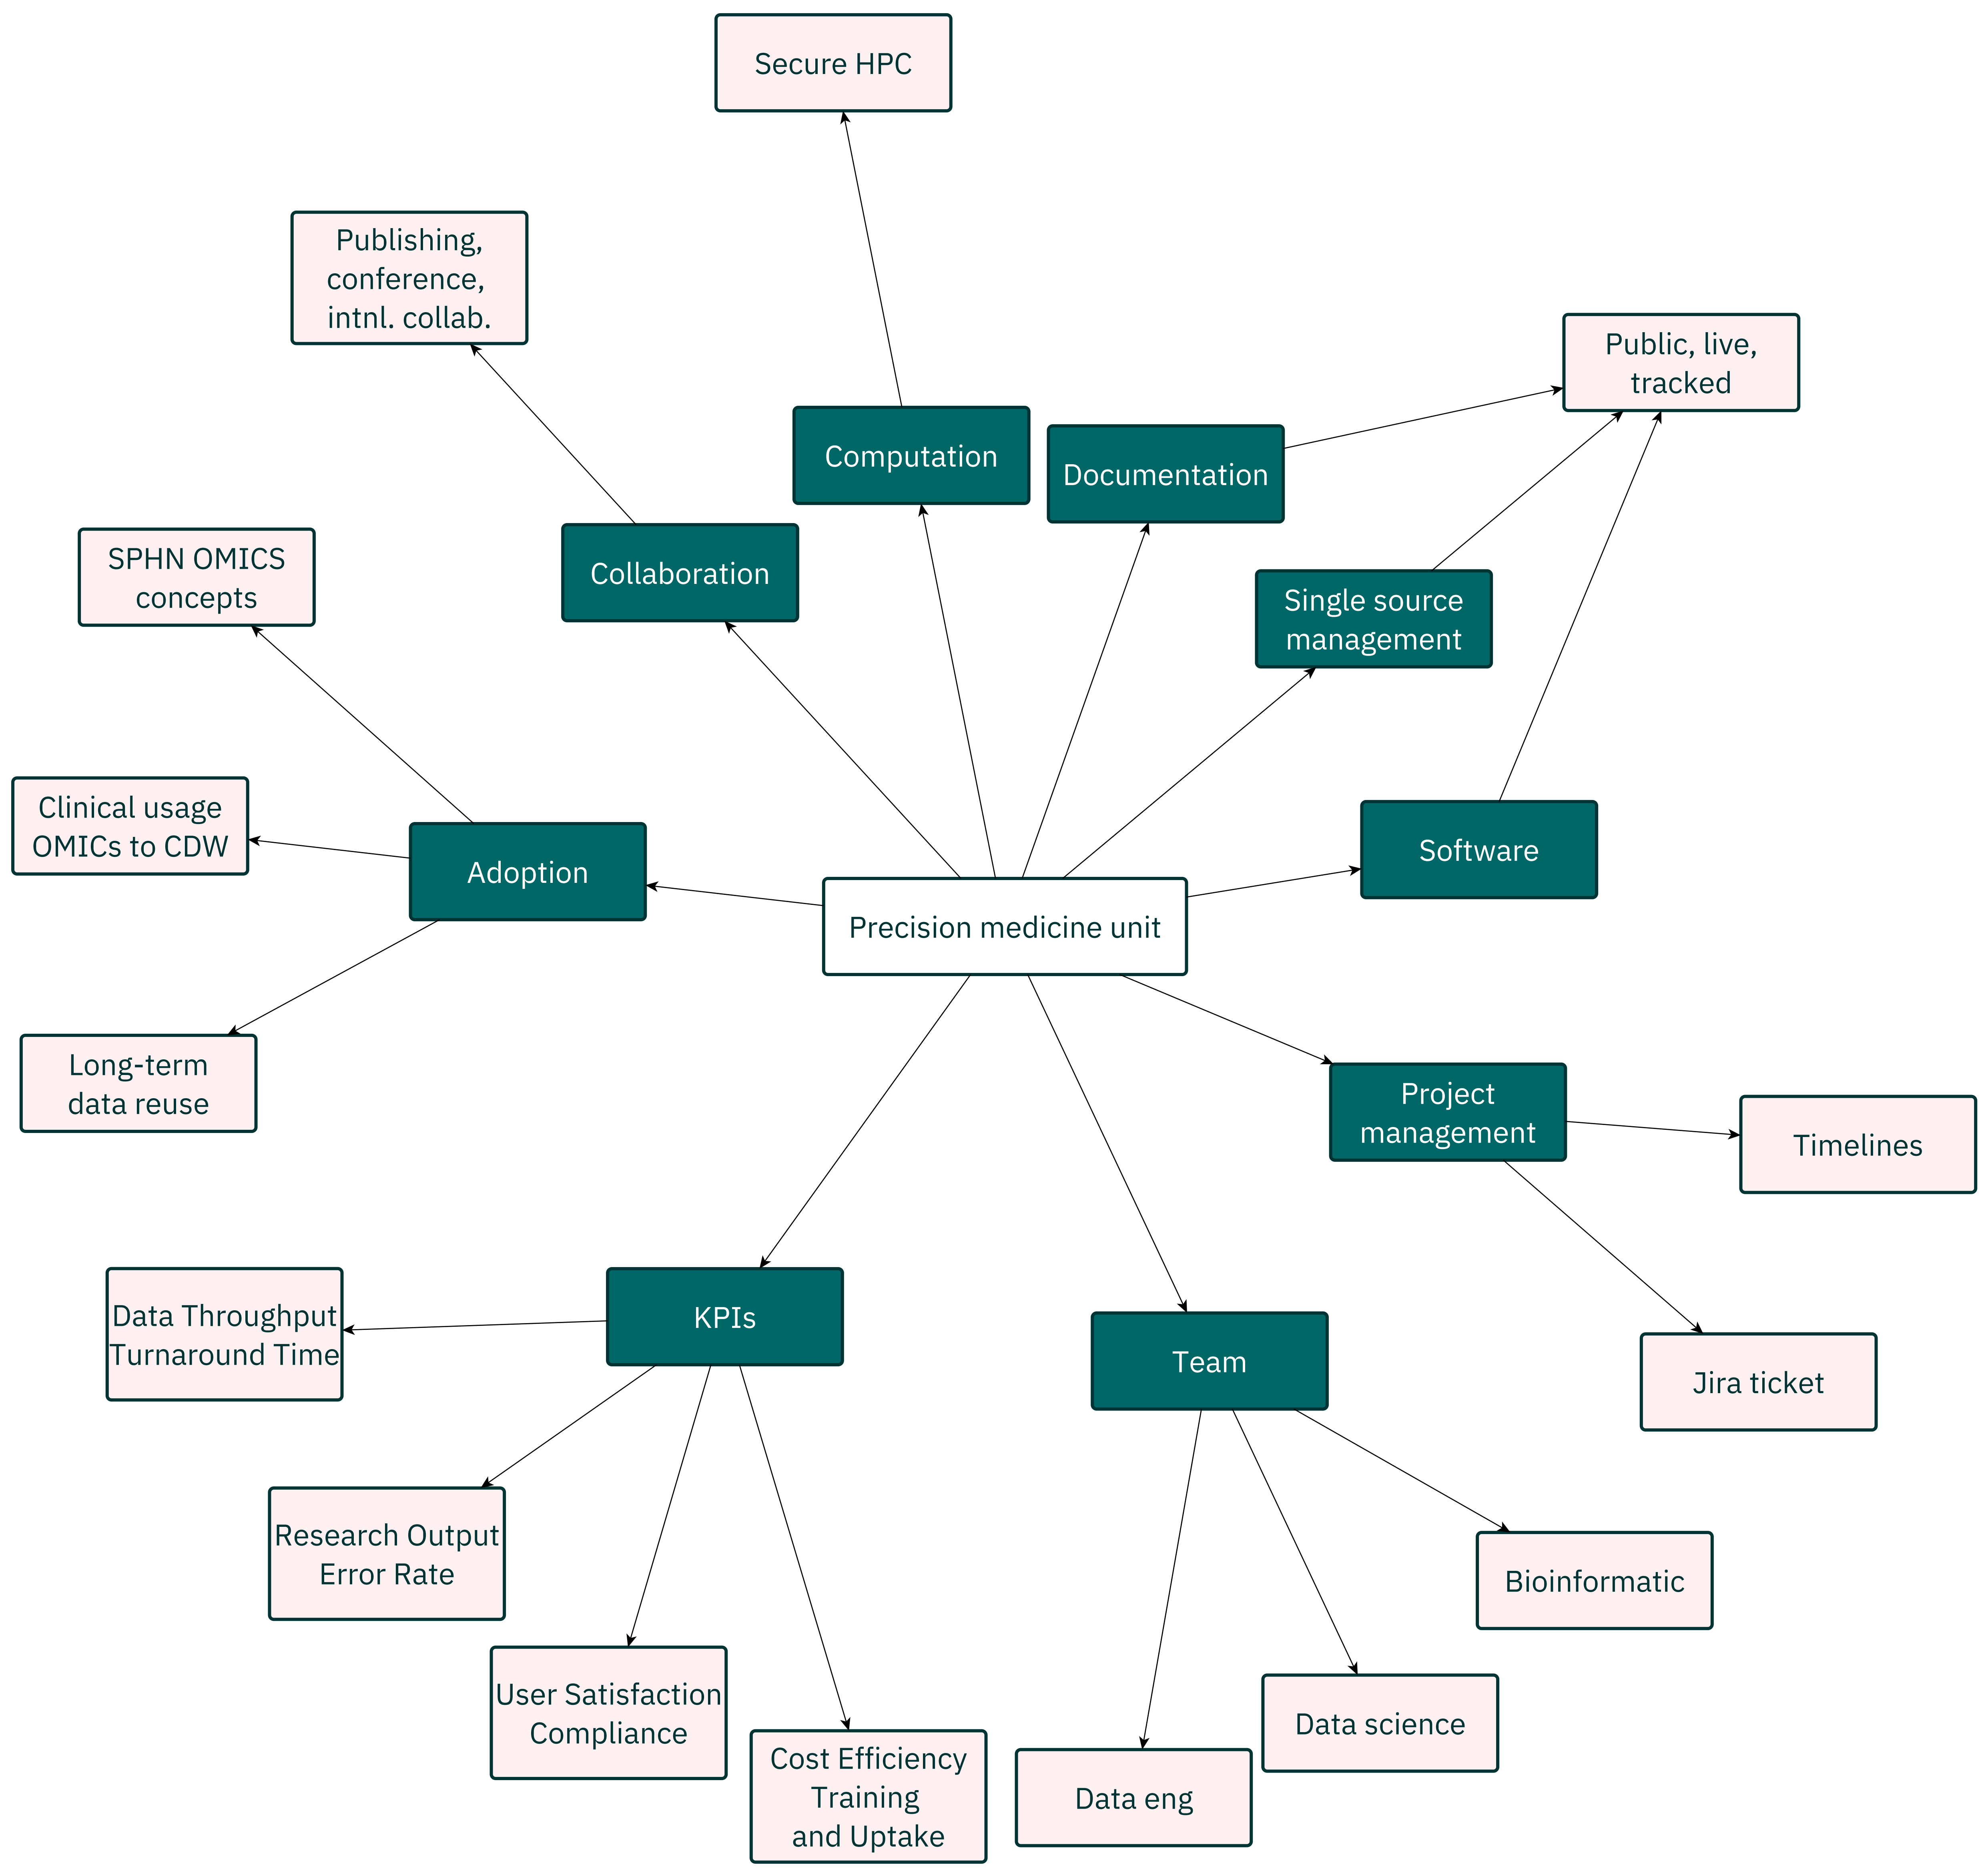 Secure HPC
Publishing,
conference,
intnl. collab.
Public, live,
tracked
Computation
Documentation
SPHN OMICS
concepts
Collaboration
Single source
management
Clinical usage
OMICs to CDW
Adoption
Software
Precision medicine unit
Long-term
data reuse
Project
management
Timelines
Data Throughput
Turnaround Time
KPIs
Team
Jira ticket
Research Output
Error Rate
Bioinformatic
User Satisfaction
Compliance
Data science
Cost Efficiency
Training
and Uptake
Data eng